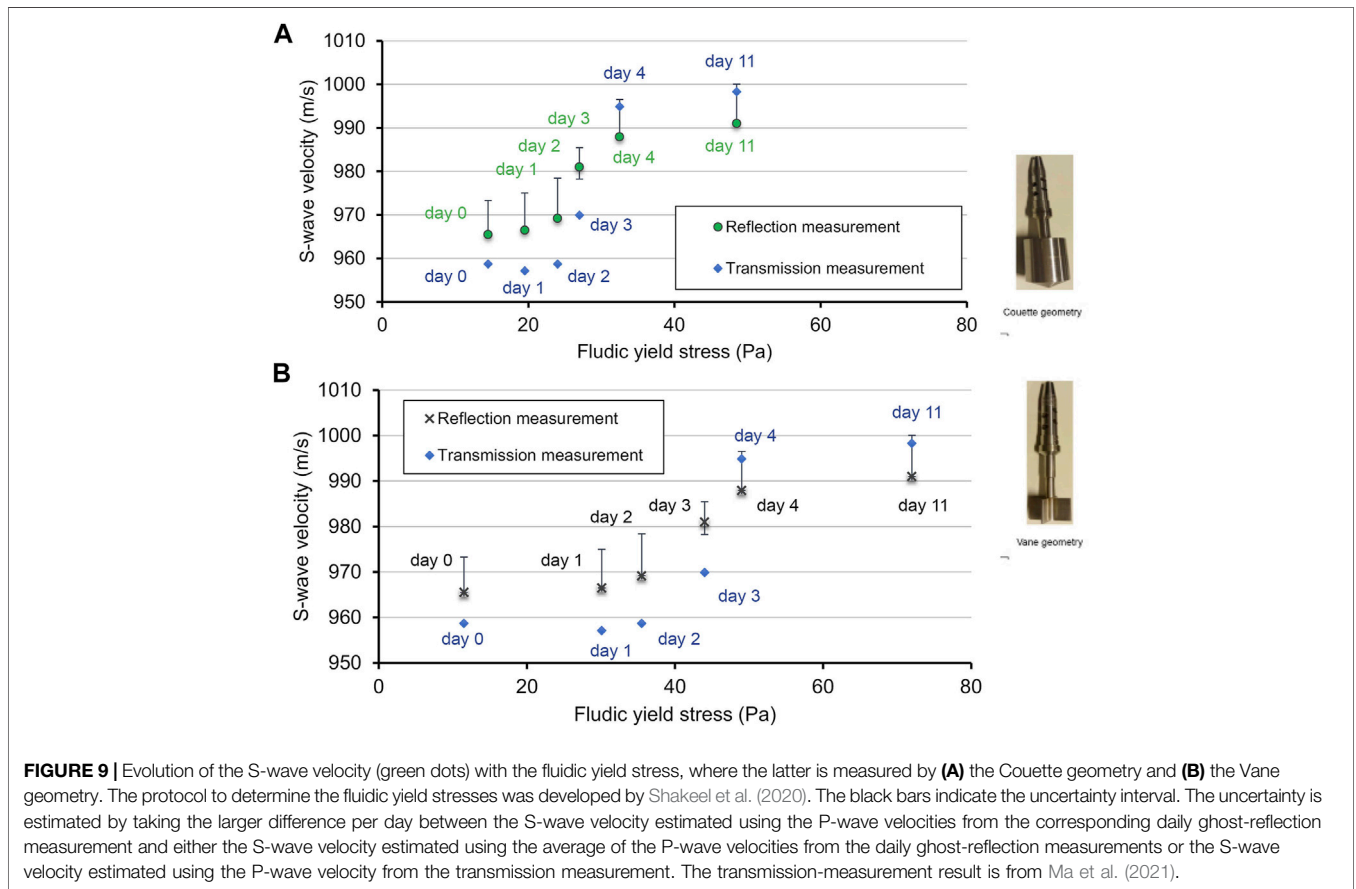 A
1010
1000
990
980
970
960
950
S-wave velocity (m/s)
day 0
day 1
day 2
day 3
day 4
day 11
day 4
day 11
day 3
day 0
day 1
day 2
Reflection measurement
Transmission measurement
0
20
40
60
80
Fludic yield stress (Pa)
Couette geometry
B
1010
1000
990
980
970
960
950
S-wave velocity (m/s)
Reflection measurement
Transmission measurement
day 0
day 1
day 2
day 3
day 4
day 11
day 4
day 11
day 3
day 0
day 1
day 2
0
20
40
60
80
Fludic yield stress (Pa)
Vane geometry
FIGURE 9 | Evolution of the S-wave velocity (green dots) with the fluidic yield stress, where the latter is measured by (A) the Couette geometry and (B) the Vane
geometry. The protocol to determine the fluidic yield stresses was developed by Shakeel et al. (2020). The black bars indicate the uncertainty interval. The uncertainty is
estimated by taking the larger difference per day between the S-wave velocity estimated using the P-wave velocities from the corresponding daily ghost-reflection
measurement and either the S-wave velocity estimated using the average of the P-wave velocities from the daily ghost-reflection measurements or the S-wave
velocity estimated using the P-wave velocity from the transmission measurement. The transmission-measurement result is from Ma et al. (2021).